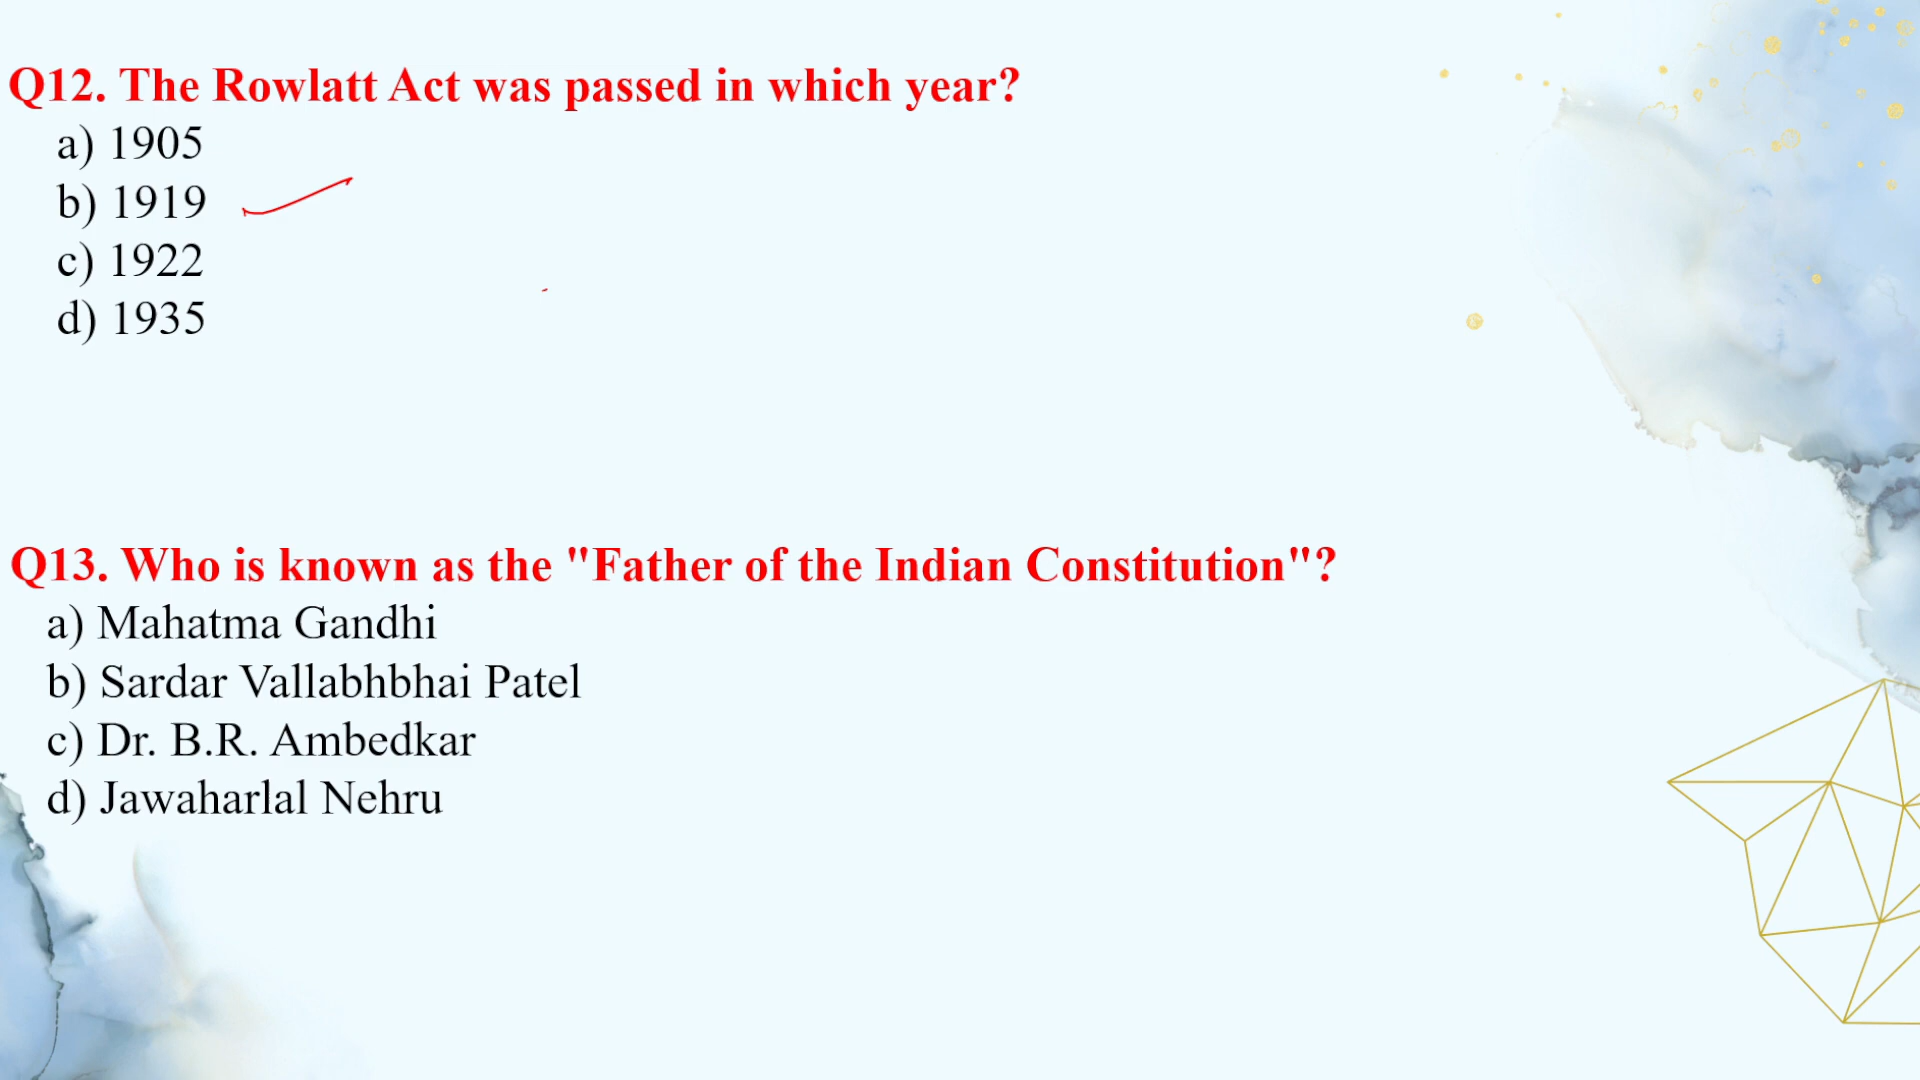 Q12. The Rowlatt Act was passed in which year?
a) 1905
b) 1919
c) 1922
d) 1935
Q13. Who is known as the "Father of the Indian Constitution"?
a) Mahatma Gandhi
b) Sardar Vallabhbhai Patel
c) Dr. B.R. Ambedkar
d) Jawaharlal Nehru